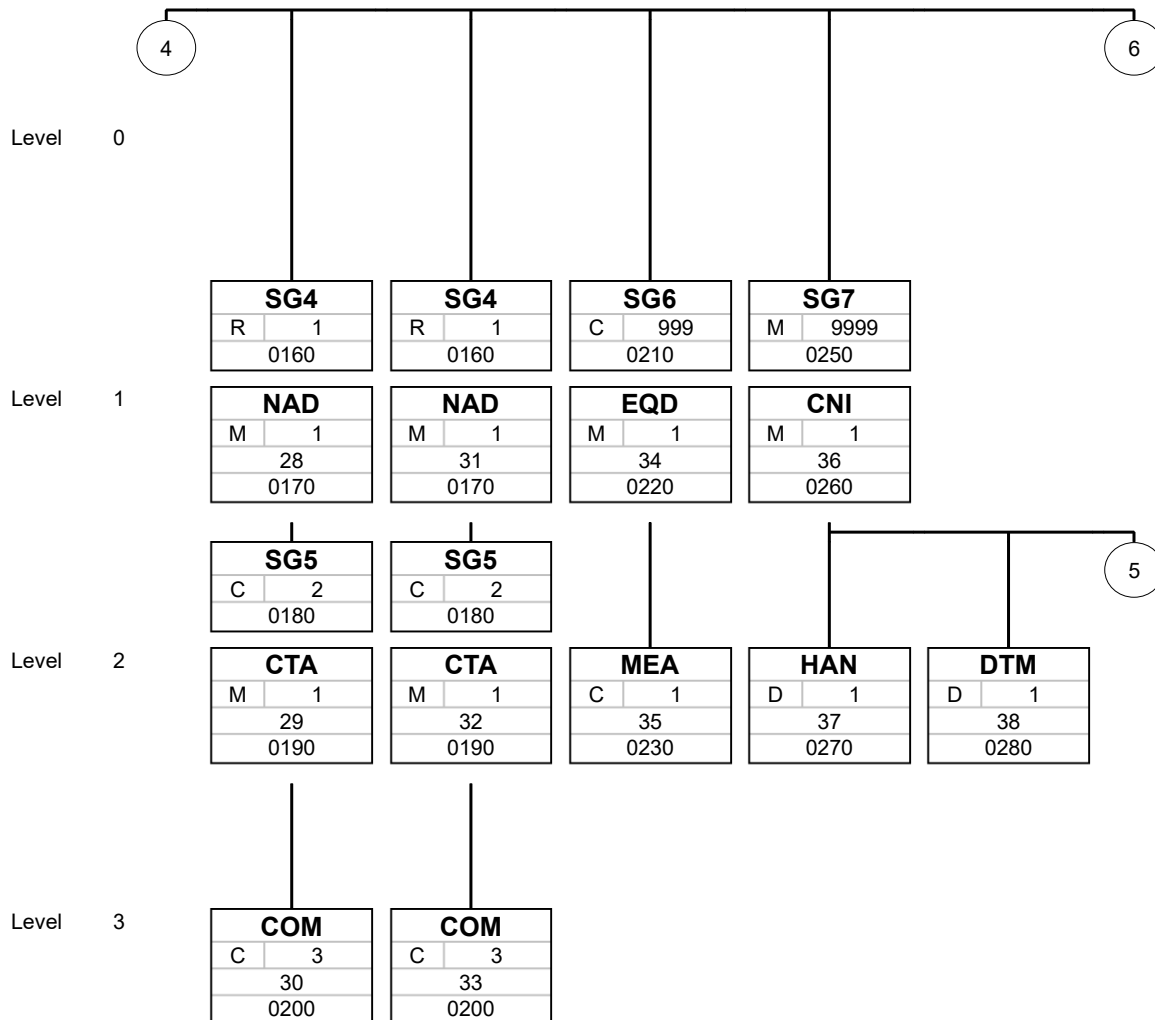 4 6
Level 0
SG4 SG4 SG6 SG7
R 1 R 1 C 999 M 9999
0160 0160 0210 0250
Level 1
NAD NAD EQD CNI
M 1 M 1 M 1 M 1
28 31 34 36
0170 0170 0220 0260
SG5 SG5
5
C 2 C 2
0180 0180
Level 2
CTA CTA MEA HAN DTM
M 1 M 1 C 1 D 1 D 1
29 32 35 37 38
0190 0190 0230 0270 0280
Level 3
COM COM
C 3 C 3
30 33
0200 0200